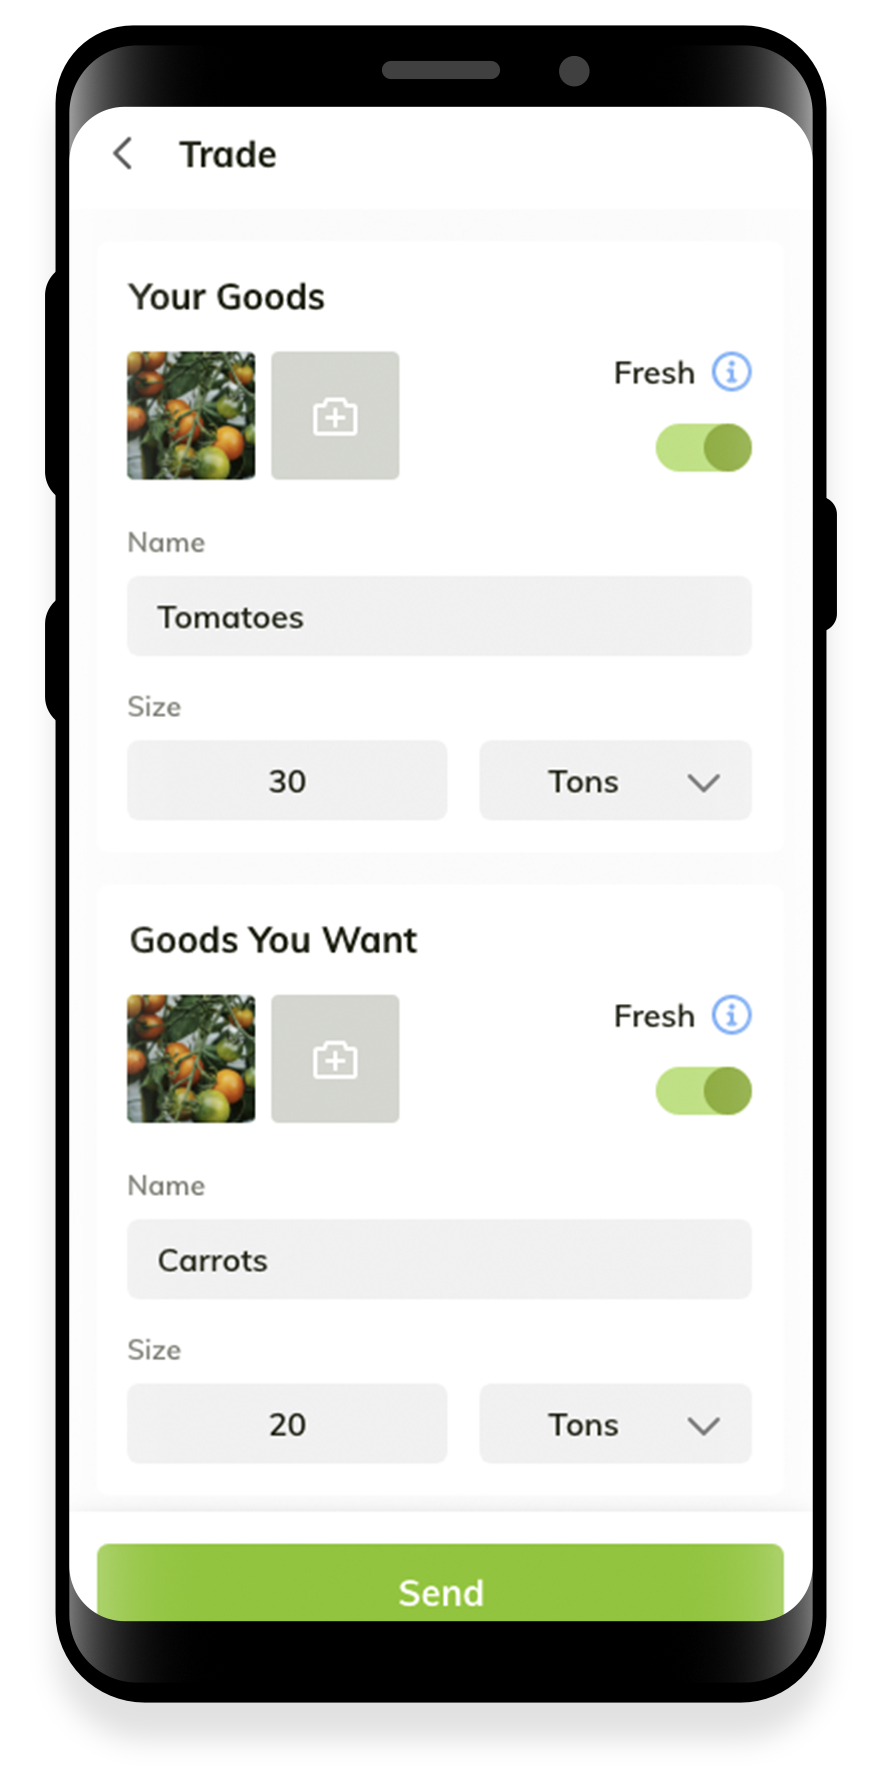 Trade
Your Goods
Fresh
Name
Tomatoes
Size
30 Tons
Goods You Want
Fresh
Name
Carrots
Size
20 Tons
Send